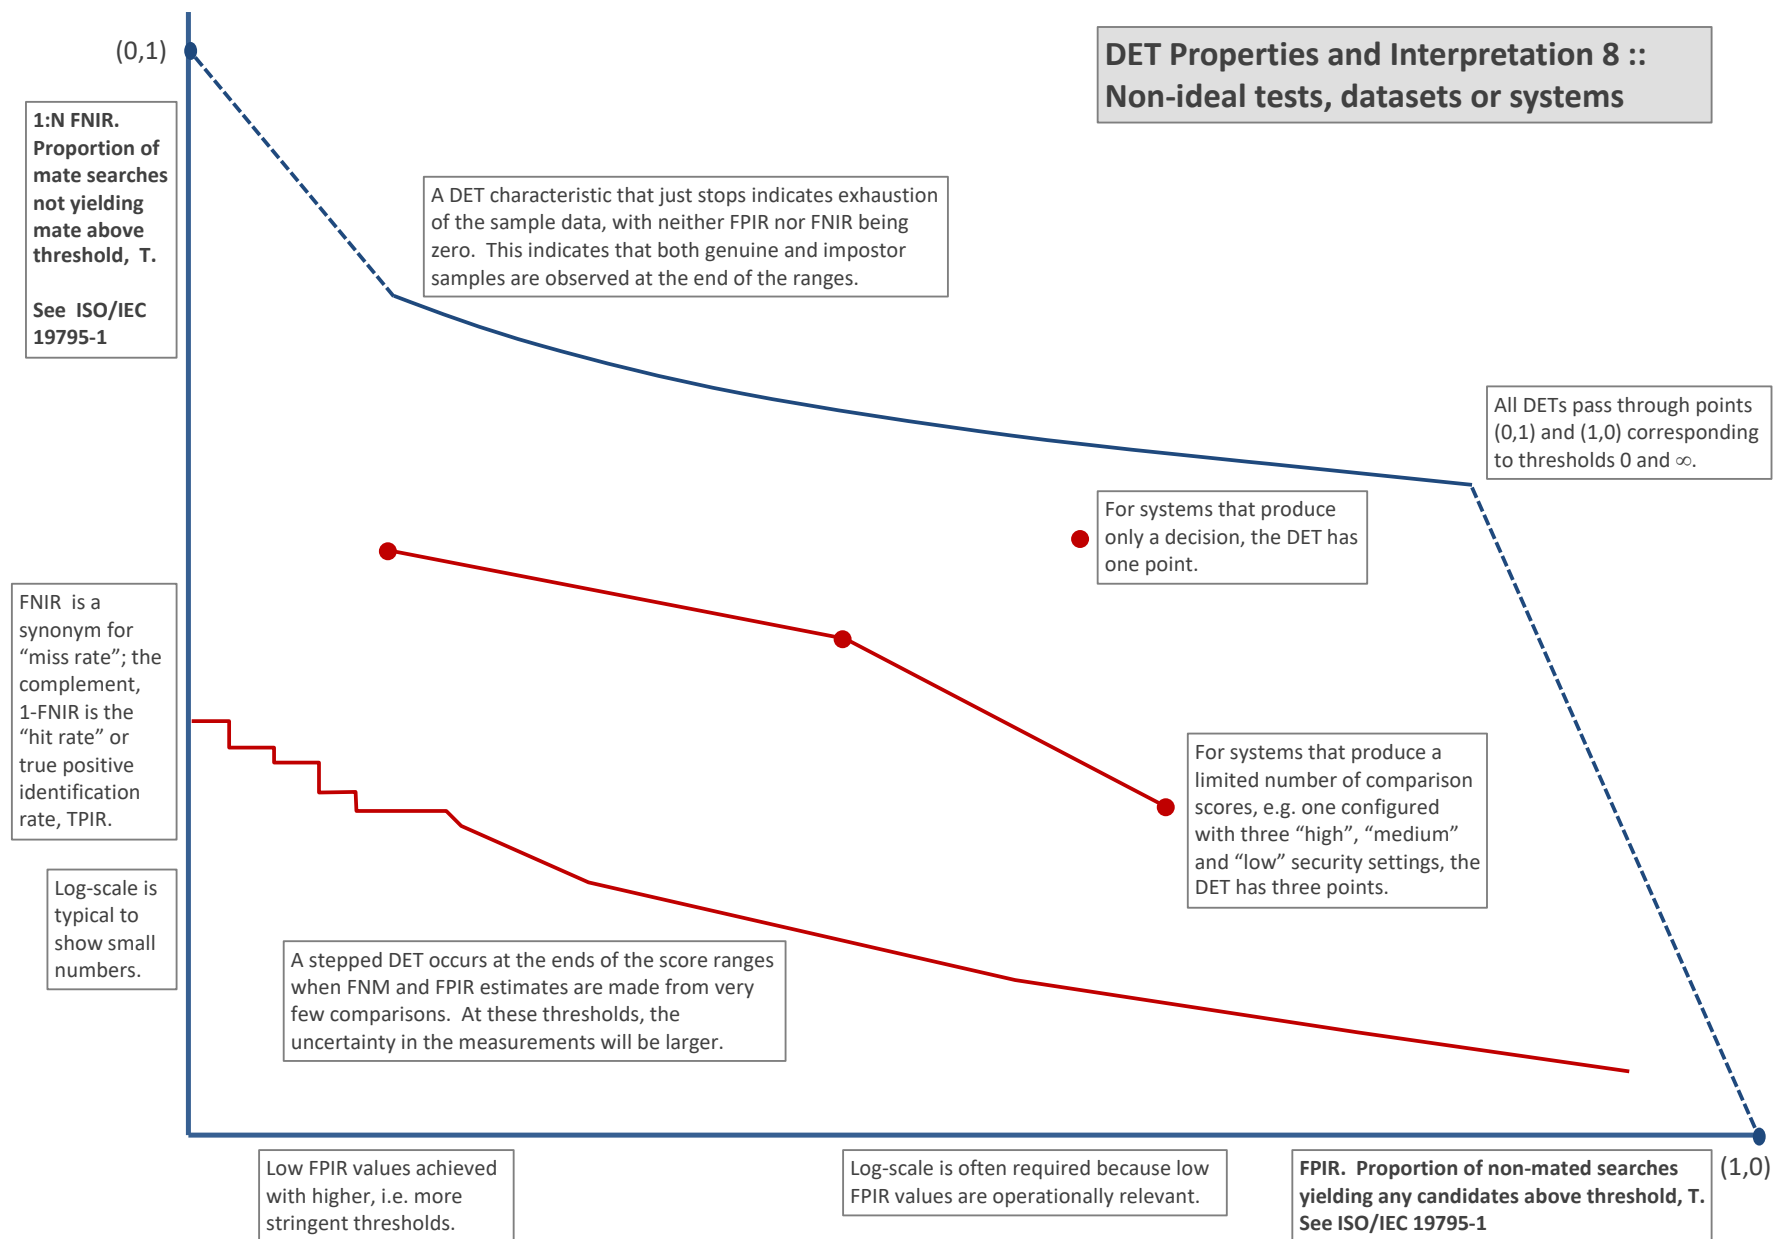 (0,1)
DET Properties and Interpretation 8 ::
Non-ideal tests, datasets or systems
1:N FNIR.
Proportion of
mate searches
not yielding
mate above
threshold, T.
See ISO/IEC
19795-1
A DET characteristic that just stops indicates exhaustion
of the sample data, with neither FPIR nor FNIR being
zero. This indicates that both genuine and impostor
samples are observed at the end of the ranges.
All DETs pass through points
(0,1) and (1,0) corresponding
to thresholds 0 and ∞.
For systems that produce
only a decision, the DET has
one point.
FNIR is a
synonym for
“miss rate”; the
complement,
1-FNIR is the
“hit rate” or
true positive
identification
rate, TPIR.
For systems that produce a
limited number of comparison
scores, e.g. one configured
with three “high”, “medium”
and “low” security settings, the
DET has three points.
Log-scale is
typical to
show small
numbers.
A stepped DET occurs at the ends of the score ranges
when FNM and FPIR estimates are made from very
few comparisons. At these thresholds, the
uncertainty in the measurements will be larger.
Low FPIR values achieved
with higher, i.e. more
stringent thresholds.
Log-scale is often required because low
FPIR values are operationally relevant.
FPIR. Proportion of non-mated searches
yielding any candidates above threshold, T.
See ISO/IEC 19795-1
(1,0)